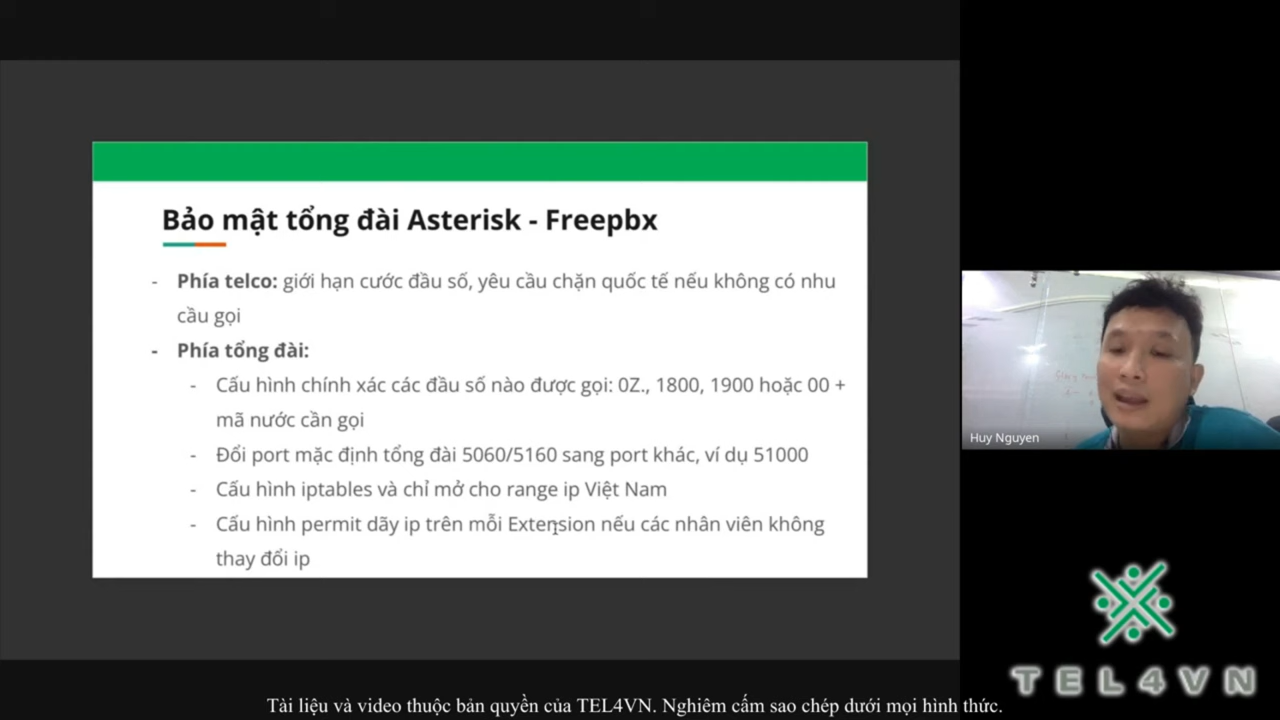 Bảo mật tổng đài Asterisk - Freepbx
- Phía telco: giới hạn cước đầu số, yêu cầu chặn quốc tế nếu không có nhu
cầu gọi
- Phía tổng đài:
- Cấu hình chính xác các đầu số nào được gọi: 0Z., 1800, 1900 hoặc 00 +
mã nước cần gọi
- Đổi port mặc định tổng đài 5060/5160 sang port khác, ví dụ 51000
- Cấu hình iptables và chỉ mở cho range ip Việt Nam
- Cấu hình permit dãy ip trên mỗi Extension nếu các nhân viên không
thay đổi ip
Huy Nguyen
TEL4VN
Tài liệu và video thuộc bản quyền của TEL4VN. Nghiêm cấm sao chép dưới mọi hình thức.